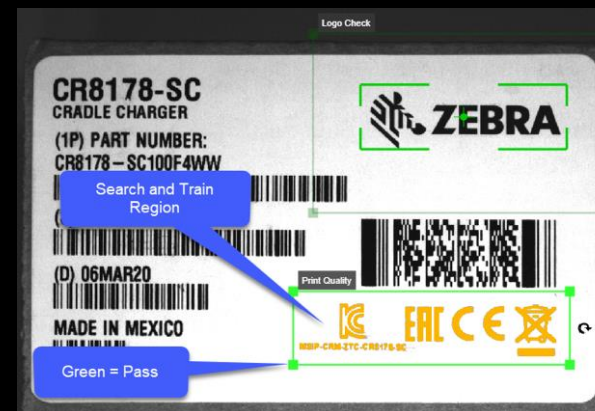 Logo Check
CR8178-SC
CRADLE CHARGER
ZEBRA
(1P) PART NUMBER:
CR8178-SC100F4WW
Search and Train
Region
(
(D) 06MAR20
Print Quality
MADE IN MEXICO
EAC CE
MSIP-CRM-ZTC-CR8178-SC
Green = Pass